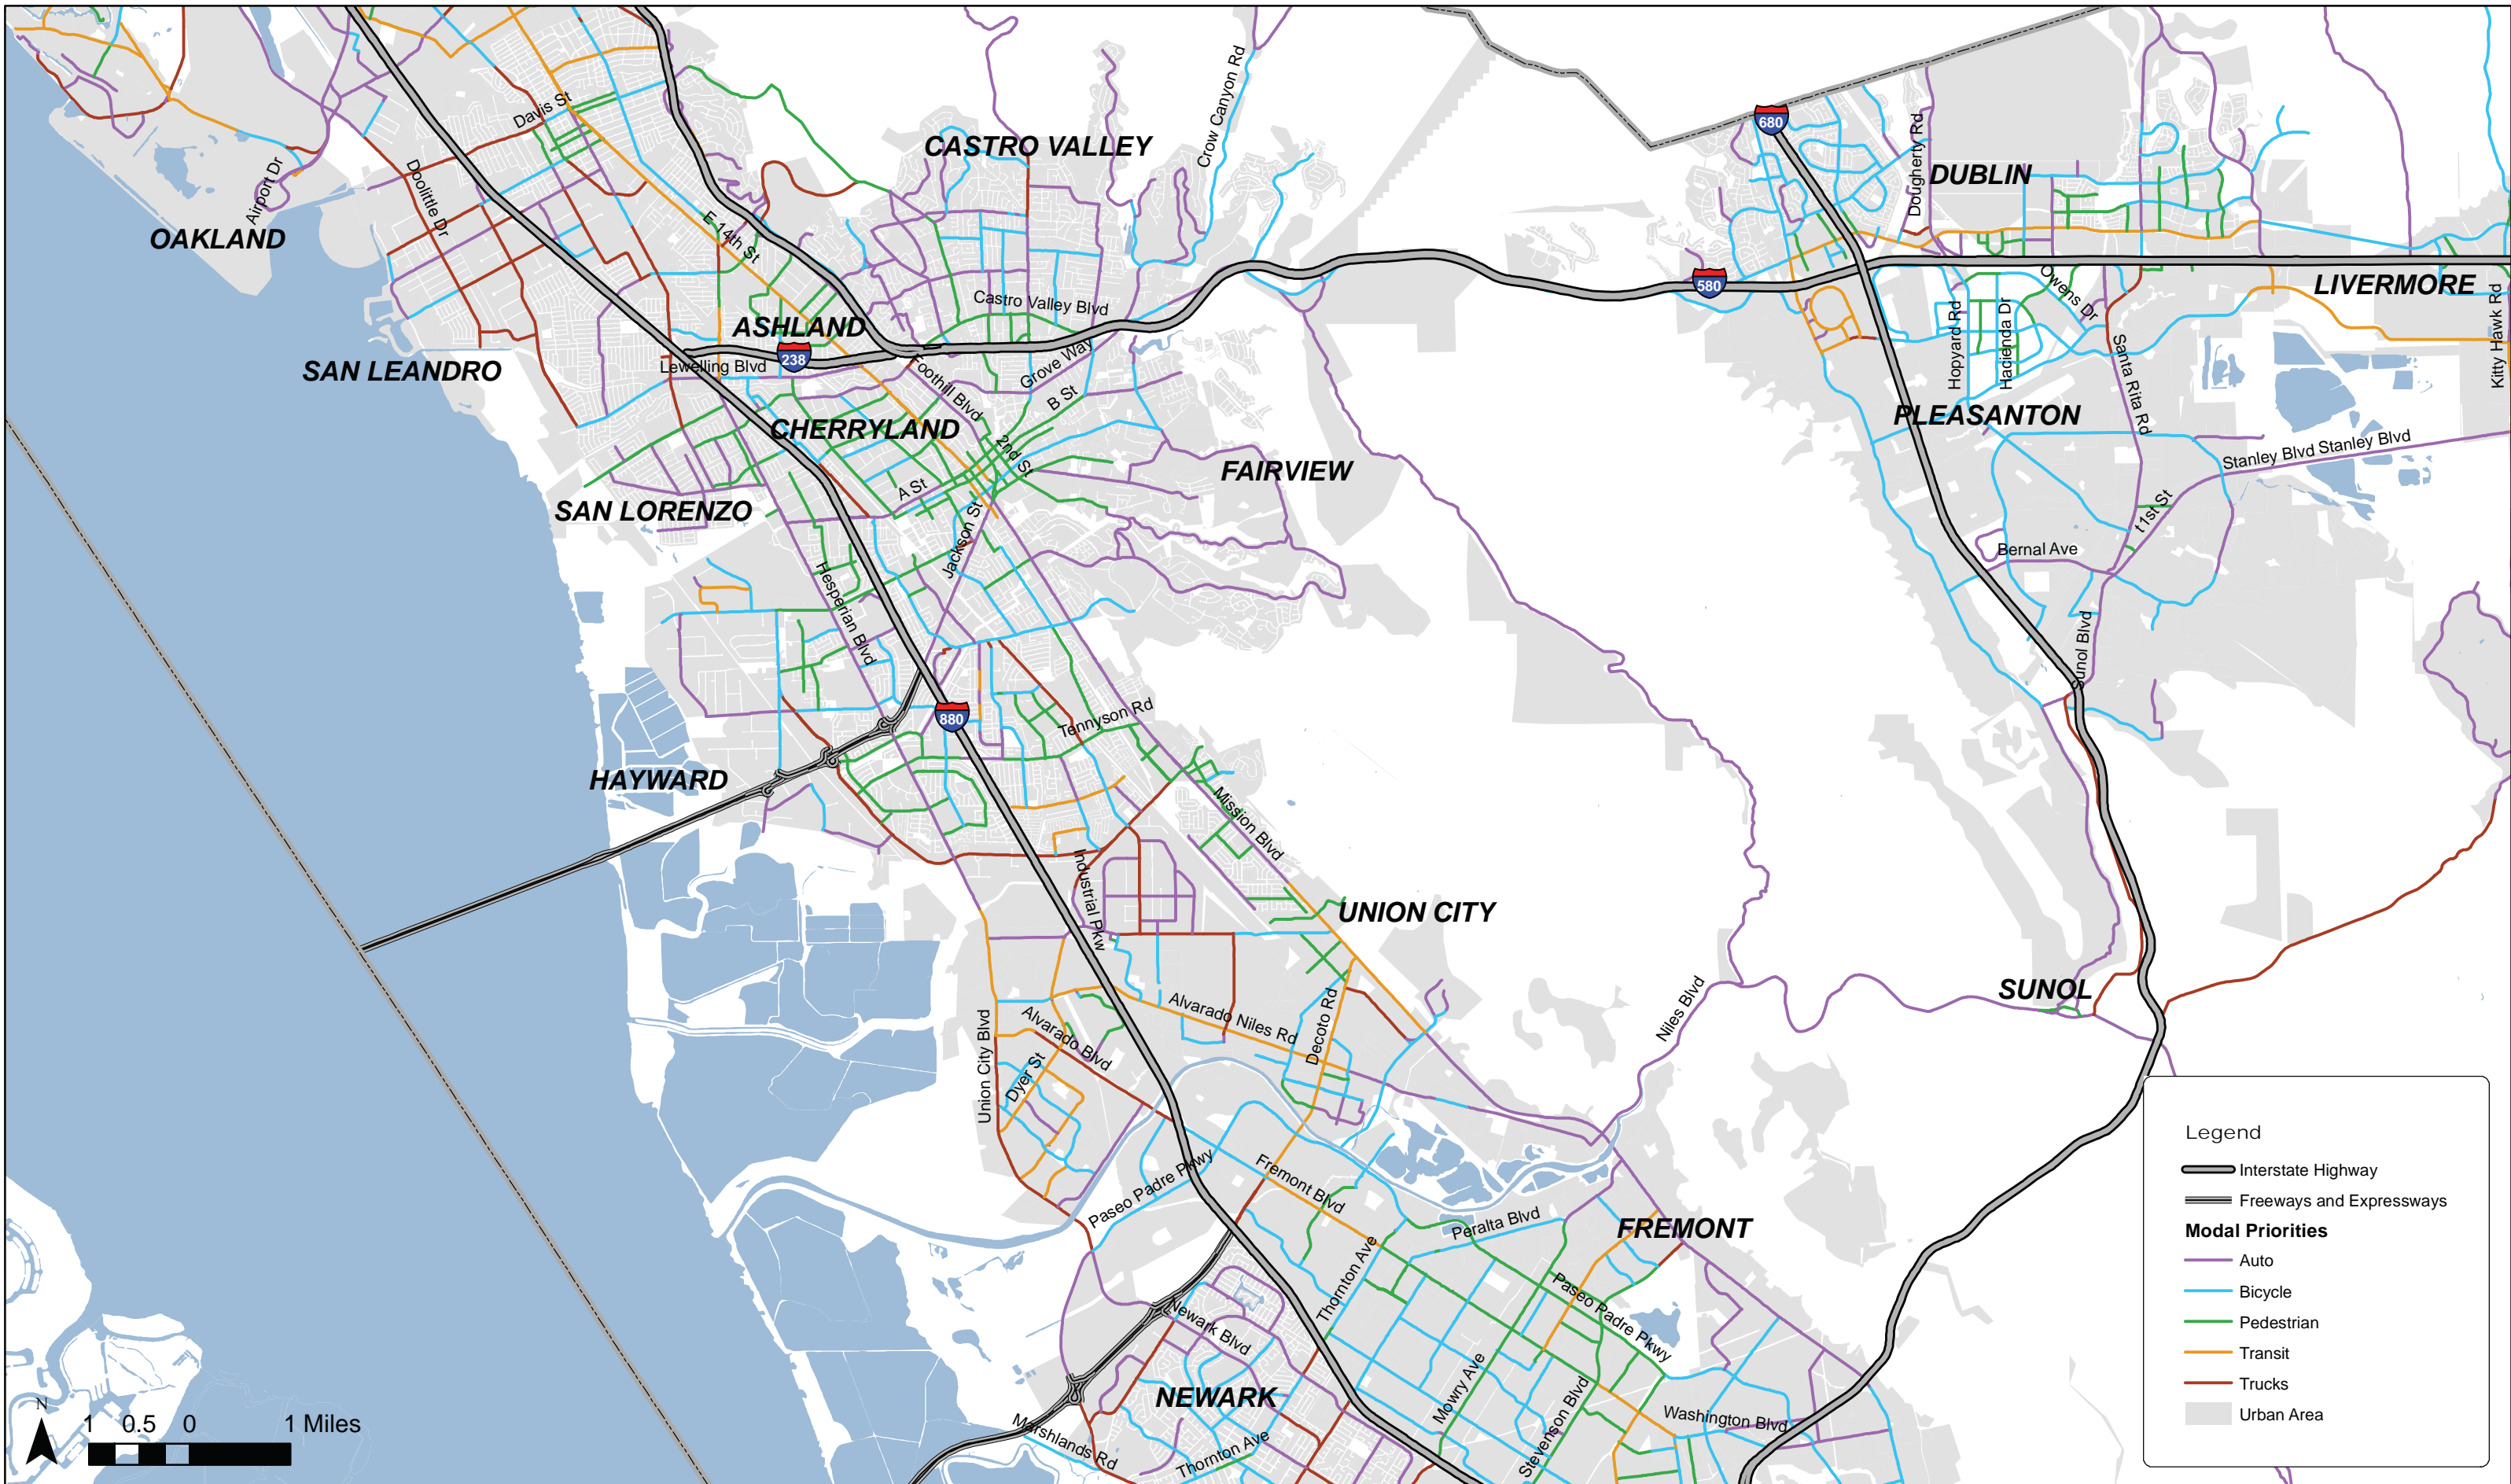 680
Davis St
CASTRO VALLEY
Crow Canyon Rd
Dougherty Rd
DUBLIN
Airport Dr
Doolittle Dr
OAKLAND
E 14th St
580
LIVERMORE
Owens Dr
Castro Valley Blvd
Hopyard Rd
Hacienda Dr
Kitty Hawk Rd
ASHLAND
238
Lewelling Blvd
SAN LEANDRO
Foothill Blvd
Grove Way
Santa Rita Rd
B St
CHERRYLAND
PLEASANTON
2nd St
Stanley Blvd Stanley Blvd
FAIRVIEW
A St
SAN LORENZO
t1st St
Jackson St
Bernal Ave
Hesperian Blvd
Sunol Blvd
880
Tennyson Rd
HAYWARD
Mission Blvd
Industrial Pkw
UNION CITY
SUNOL
Niles Blvd
Alvarado Niles Rd
Decoto Rd
Alvarado Blvd
Union City Blvd
Dyer St
Paseo Padre Pkwy
Fremont Blvd
Peralta Blvd
FREMONT
Thornton Ave
Paseo Padre Pkwy
Newark Blvd
Mowry Ave
NEWARK
Stevenson Blvd
Washington Blvd
Marshlands Rd
Thornton Ave
N
1 0.5 0 1 Miles
Legend
Interstate Highway
Freeways and Expressways
Modal Priorities
Auto
Bicycle
Pedestrian
Transit
Trucks
Urban Area